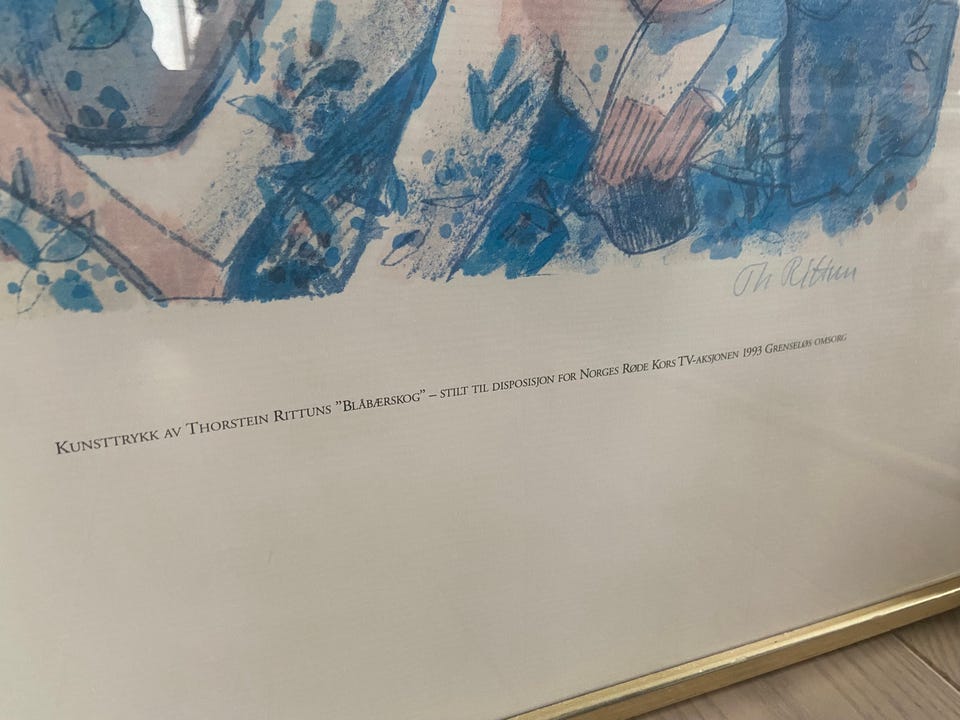 Th Rittun
KUNSTTRYKK AV THORSTEIN RITTUNS ”BLÅBÆRSKOG” – STILT TIL DISPOSISJON FOR NORGES RØDE KORS TV-AKSJONEN 1993 GRENSELØS OMSORG